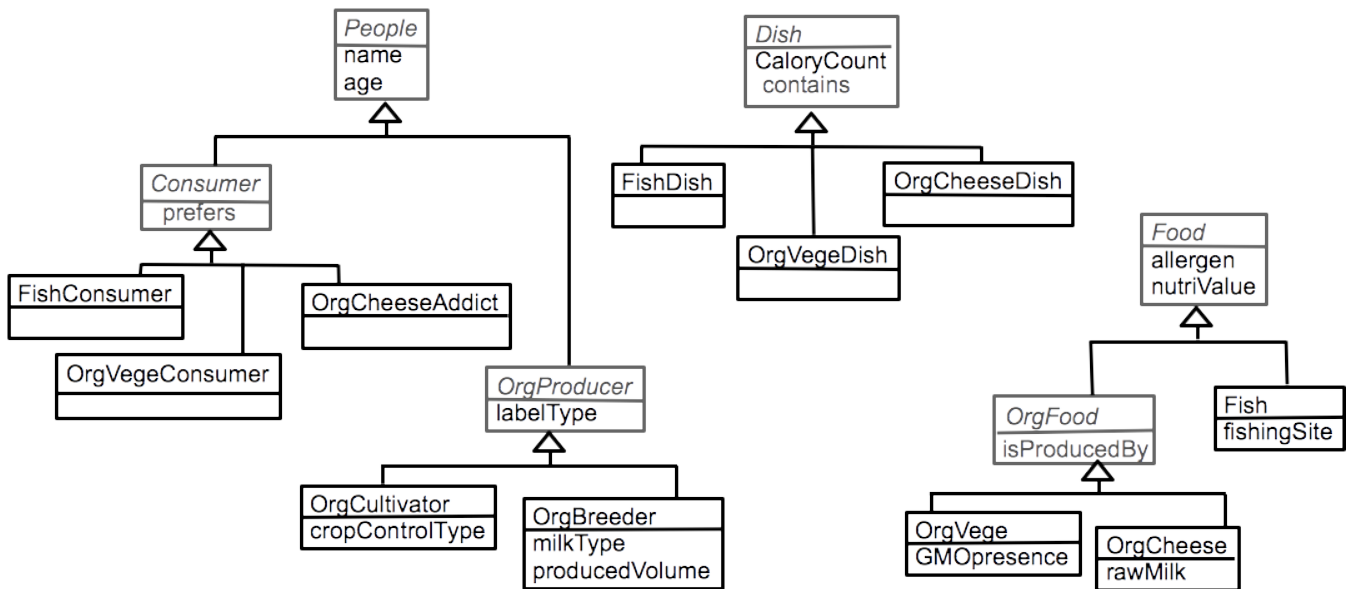 People
name
age
Dish
CaloryCount
contains
Consumer
prefers
FishDish
OrgCheeseDish
OrgVegeDish
Food
allergen
nutriValue
FishConsumer
OrgCheeseAddict
OrgVegeConsumer
OrgProducer
labelType
OrgFood
isProducedBy
Fish
fishingSite
OrgCultivator
cropControlType
OrgBreeder
milkType
producedVolume
OrgVege
GMOpresence
OrgCheese
rawMilk